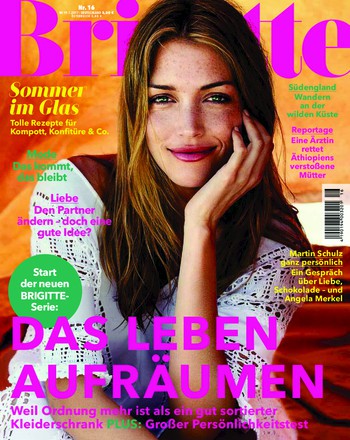 Brigitte
Nr. 16
Sommer
im Glas
Tolle Rezepte für
Kompott, Konfitüre & Co.
Mode
Das kommt,
das bleibt
Liebe
Den Partner
ändern – doch eine
gute Idee?
Start
der neuen
BRIGITTE-
Serie:
Südengland
Wandern
an der
wilden Küste
Reportage
Eine Ärztin
rettet
Äthiopiens
verstoßene
Mütter
Martin Schulz
ganz persönlich
Ein Gespräch
über Liebe,
Schokolade – und
Angela Merkel
DAS LEBEN
AUFRÄUMEN
Weil Ordnung mehr ist als ein gut sortierter
Kleiderschrank PLUS: Großer Persönlichkeitstest